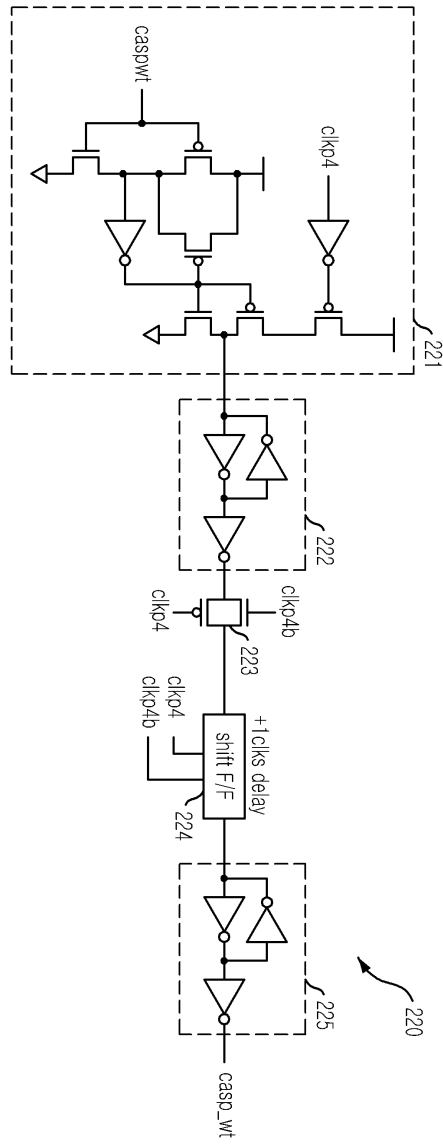 caspwt
clkp4
221
222
clkp4
clkp4b
223
clkp4
clkp4b
+1clks delay
shift F/F
224
225
220
casp_wt